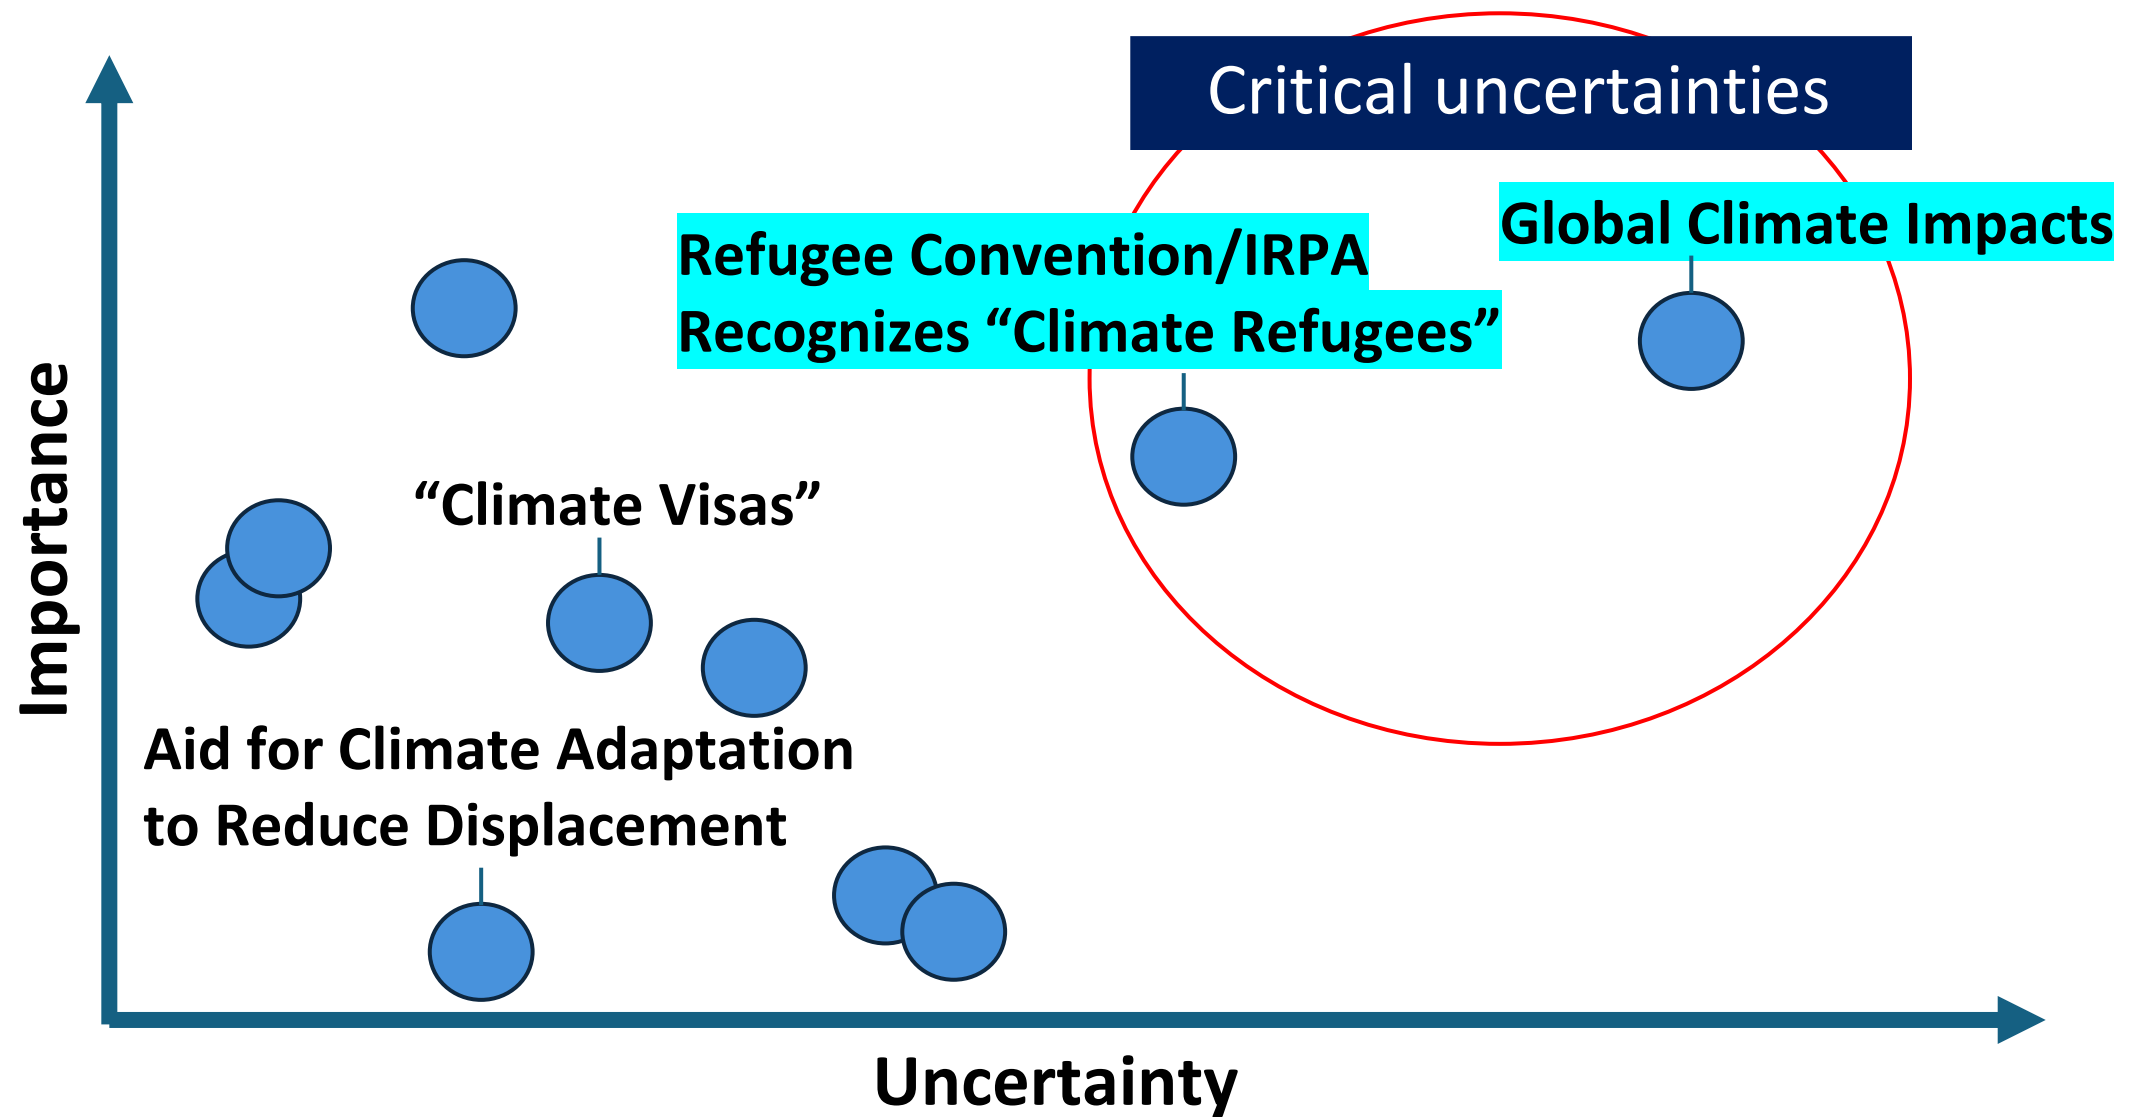 Critical uncertainties
Global Climate Impacts
Refugee Convention/IRPA
Recognizes “Climate Refugees”
“Climate Visas”
Importance
Aid for Climate Adaptation
to Reduce Displacement
Uncertainty